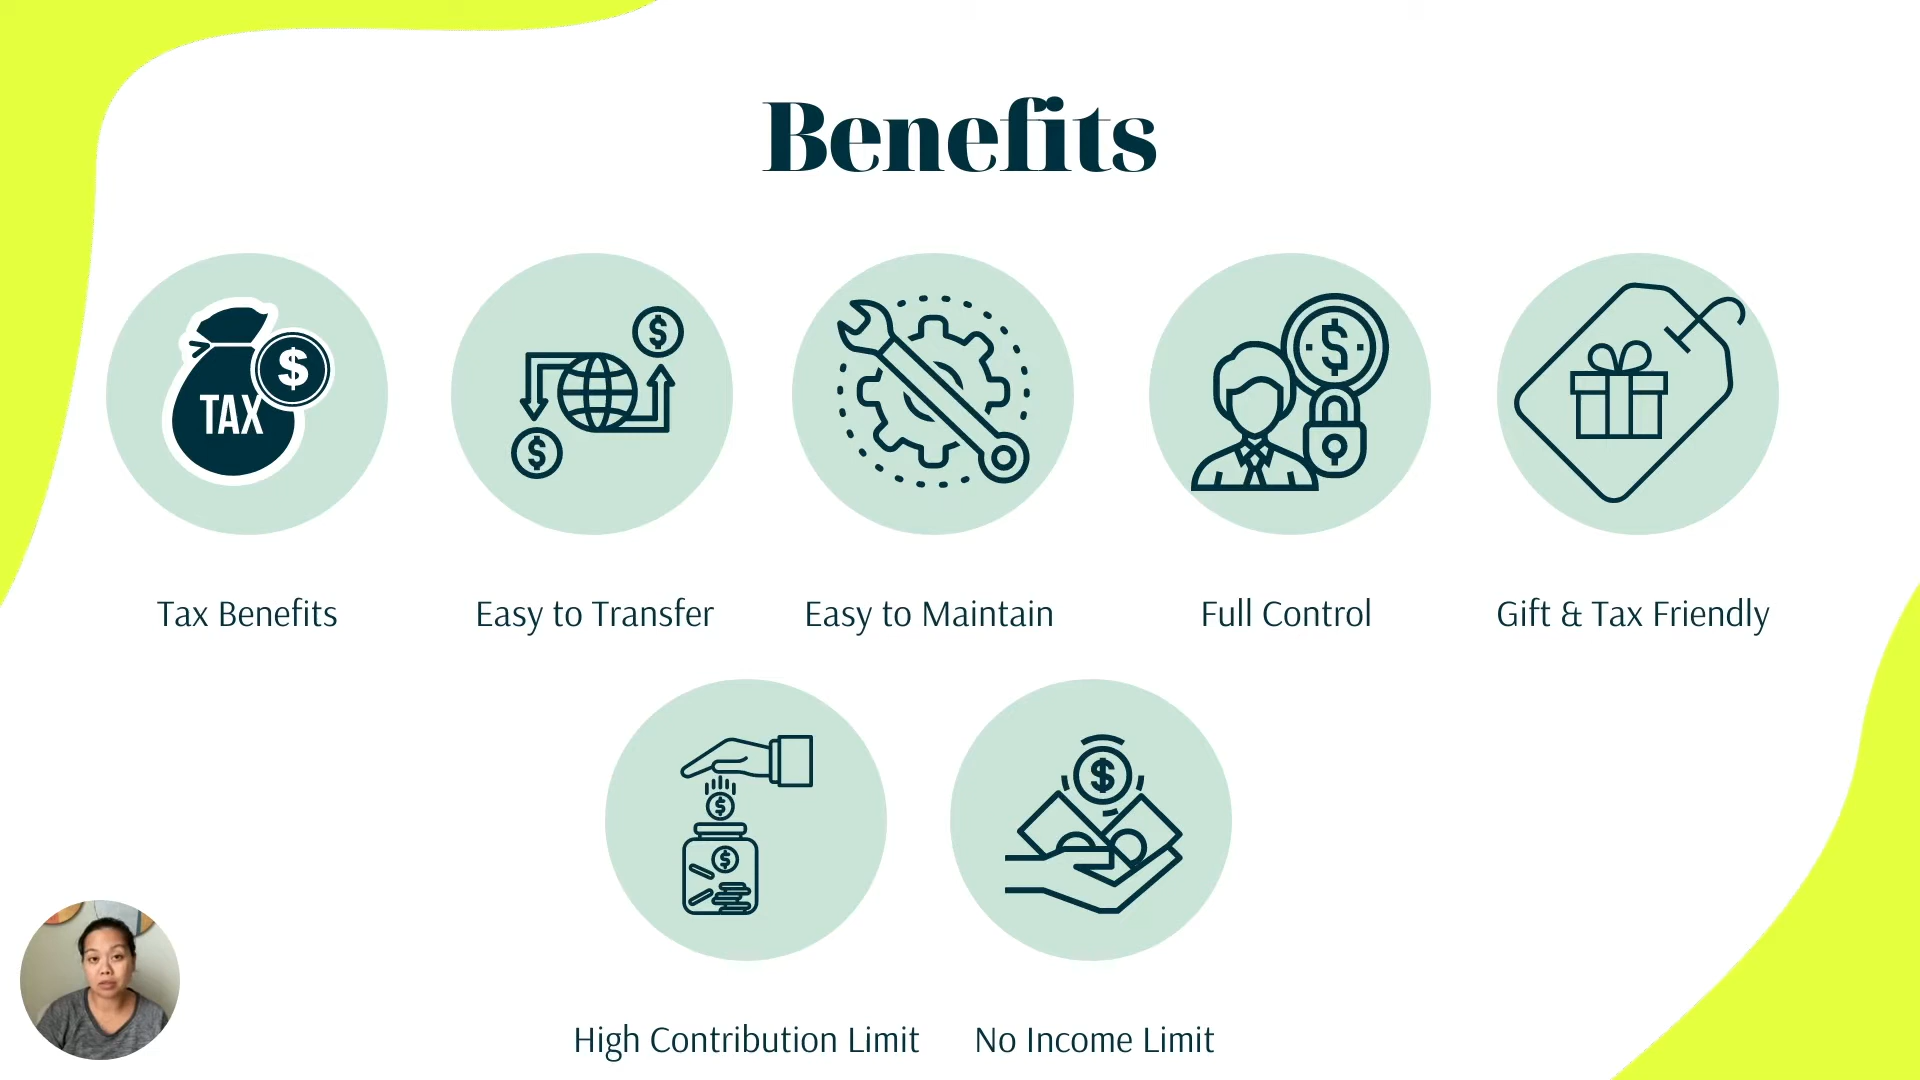 Benefits
TAX
$
$
$
$
Tax Benefits
Easy to Transfer
Easy to Maintain
Full Control
Gift & Tax Friendly
$
$
$
High Contribution Limit
No Income Limit